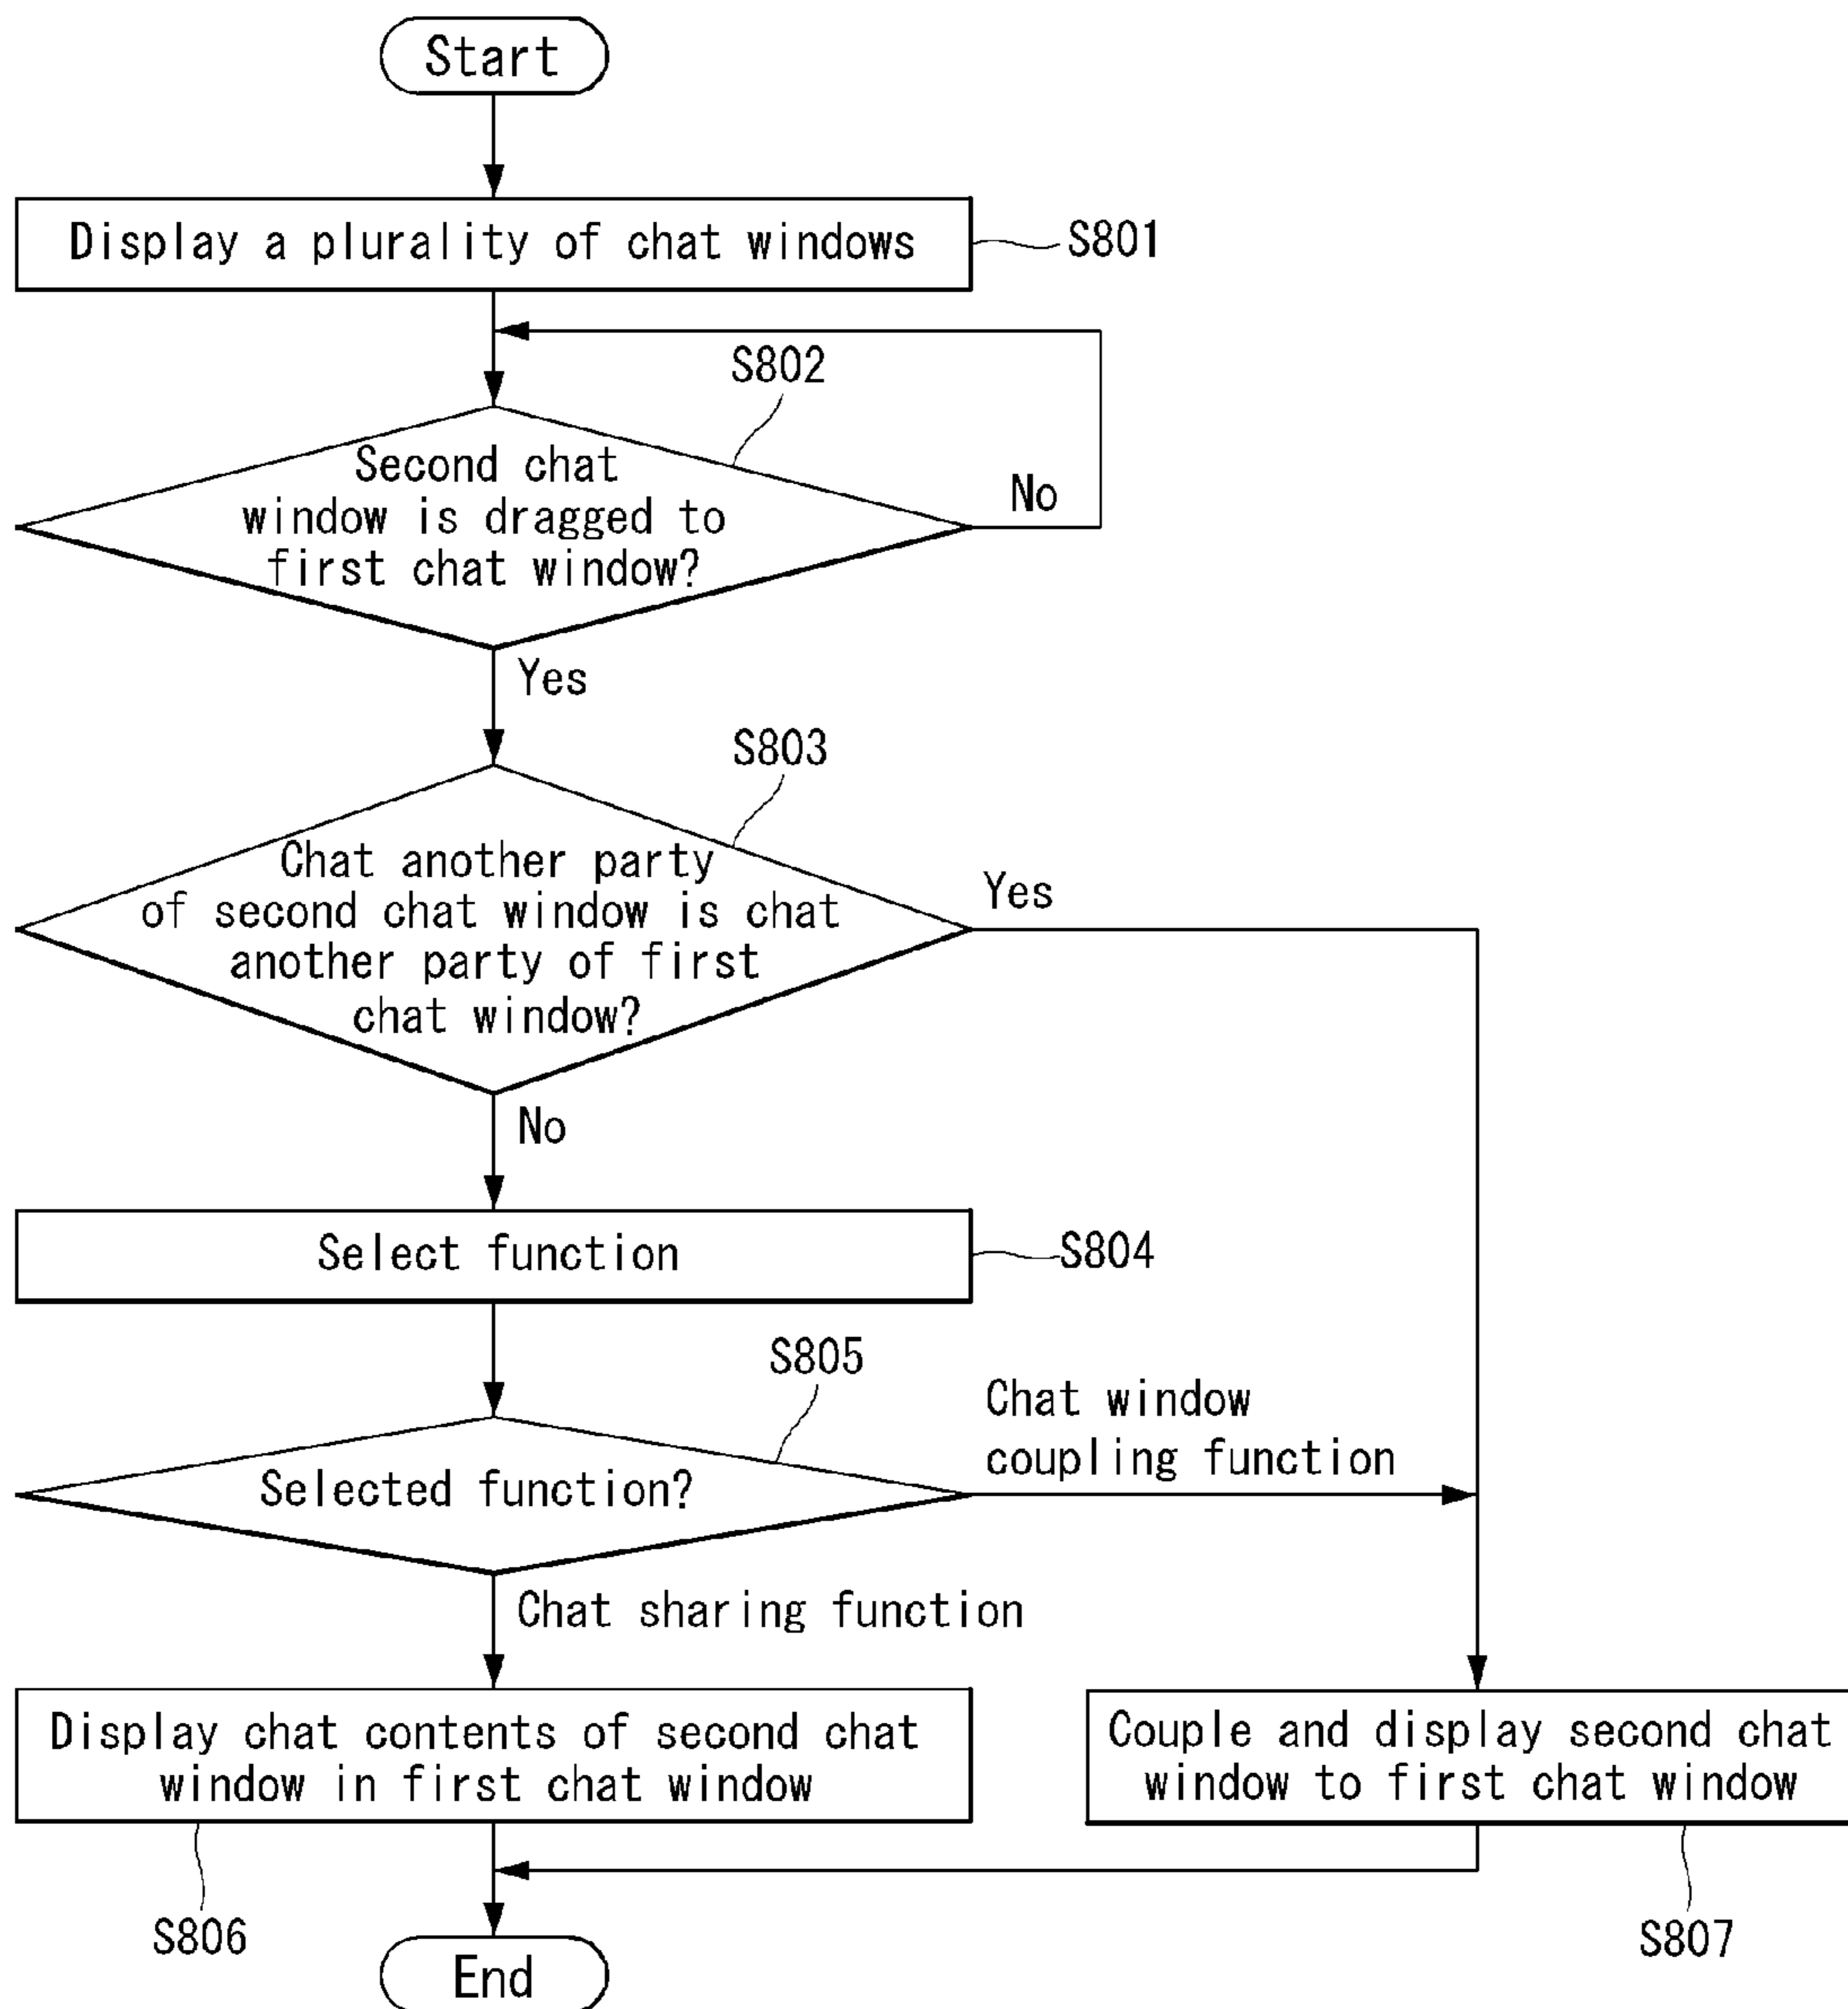 Start
Display a plurality of chat windows
S801
S802
Second chat
window is dragged to
first chat window?
No
Yes
S803
Chat another party
of second chat window is chat
another party of first
chat window?
Yes
No
Select function
S804
S805
Selected function?
Chat window
coupling function
Chat sharing function
Display chat contents of second chat
window in first chat window
Couple and display second chat
window to first chat window
S806
S807
End